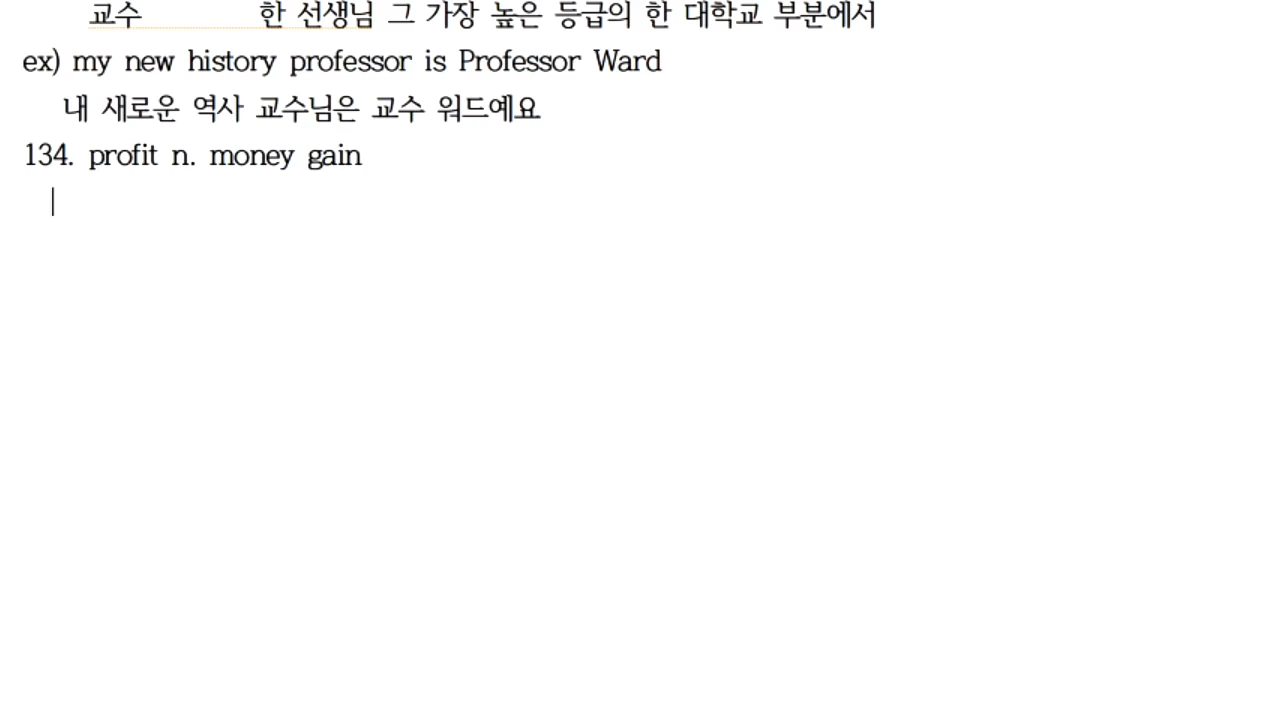 교수 한 선생님 그 가장 높은 등급의 한 대학교 부분에서
ex) my new history professor is Professor Ward
내 새로운 역사 교수님은 교수 워드예요
134. profit n. money gain